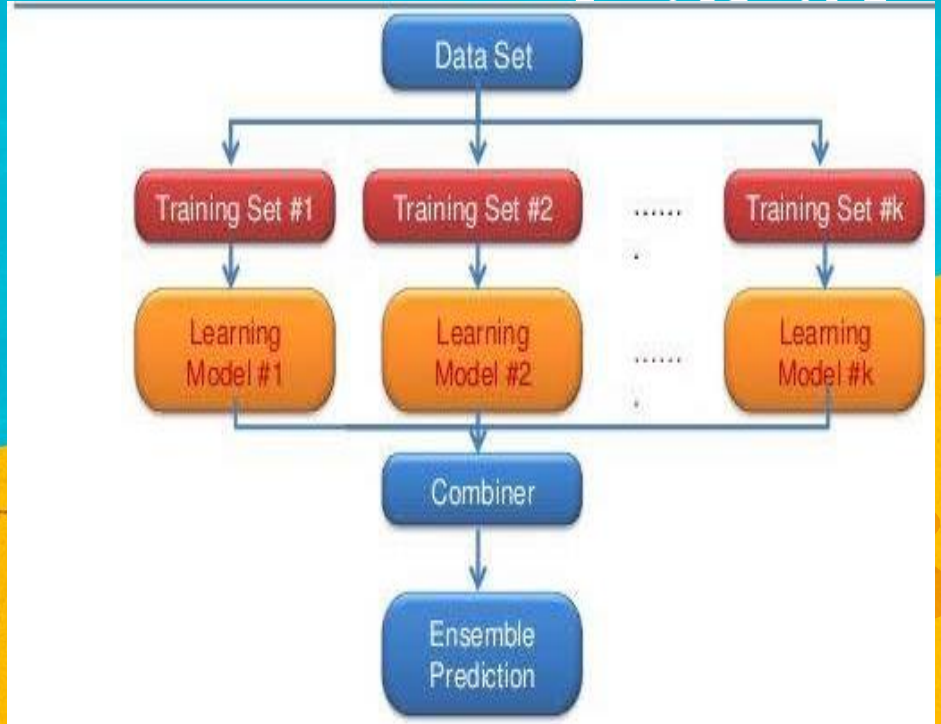 Data Set
Training Set #1
Training Set #2
.......
.
Training Set #k
Learning
Model #1
Learning
Model #2
.......
.
Learning
Model #k
Combiner
Ensemble
Prediction